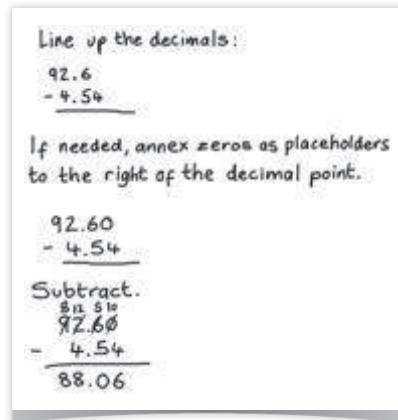 Line up the decimals:
92.6
- 4.54
If needed, annex zeros as placeholders
to the right of the decimal point.
92.60
- 4.54
Subtract.
8 12 5 10
92.60
- 4.54
88.06